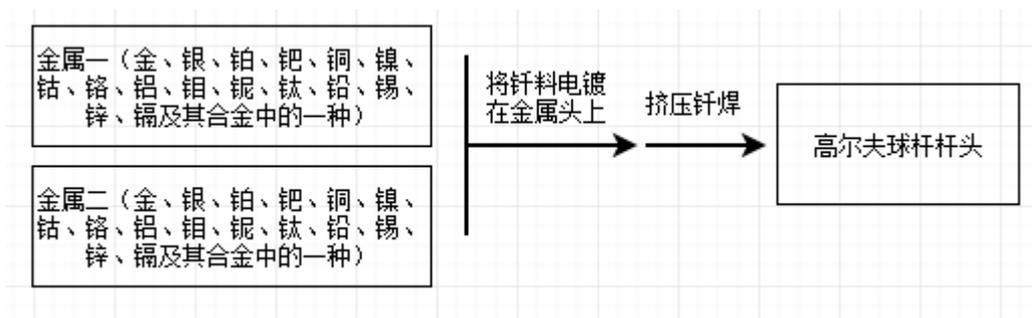 金属一（金、银、铂、钯、铜、镍、
钴、铬、铝、钼、铌、钛、铅、锡、
锌、镉及其合金中的一种）
将钎料电镀
在金属头上
挤压钎焊
高尔夫球杆杆头
金属二（金、银、铂、钯、铜、镍、
钴、铬、铝、钼、铌、钛、铅、锡、
锌、镉及其合金中的一种）